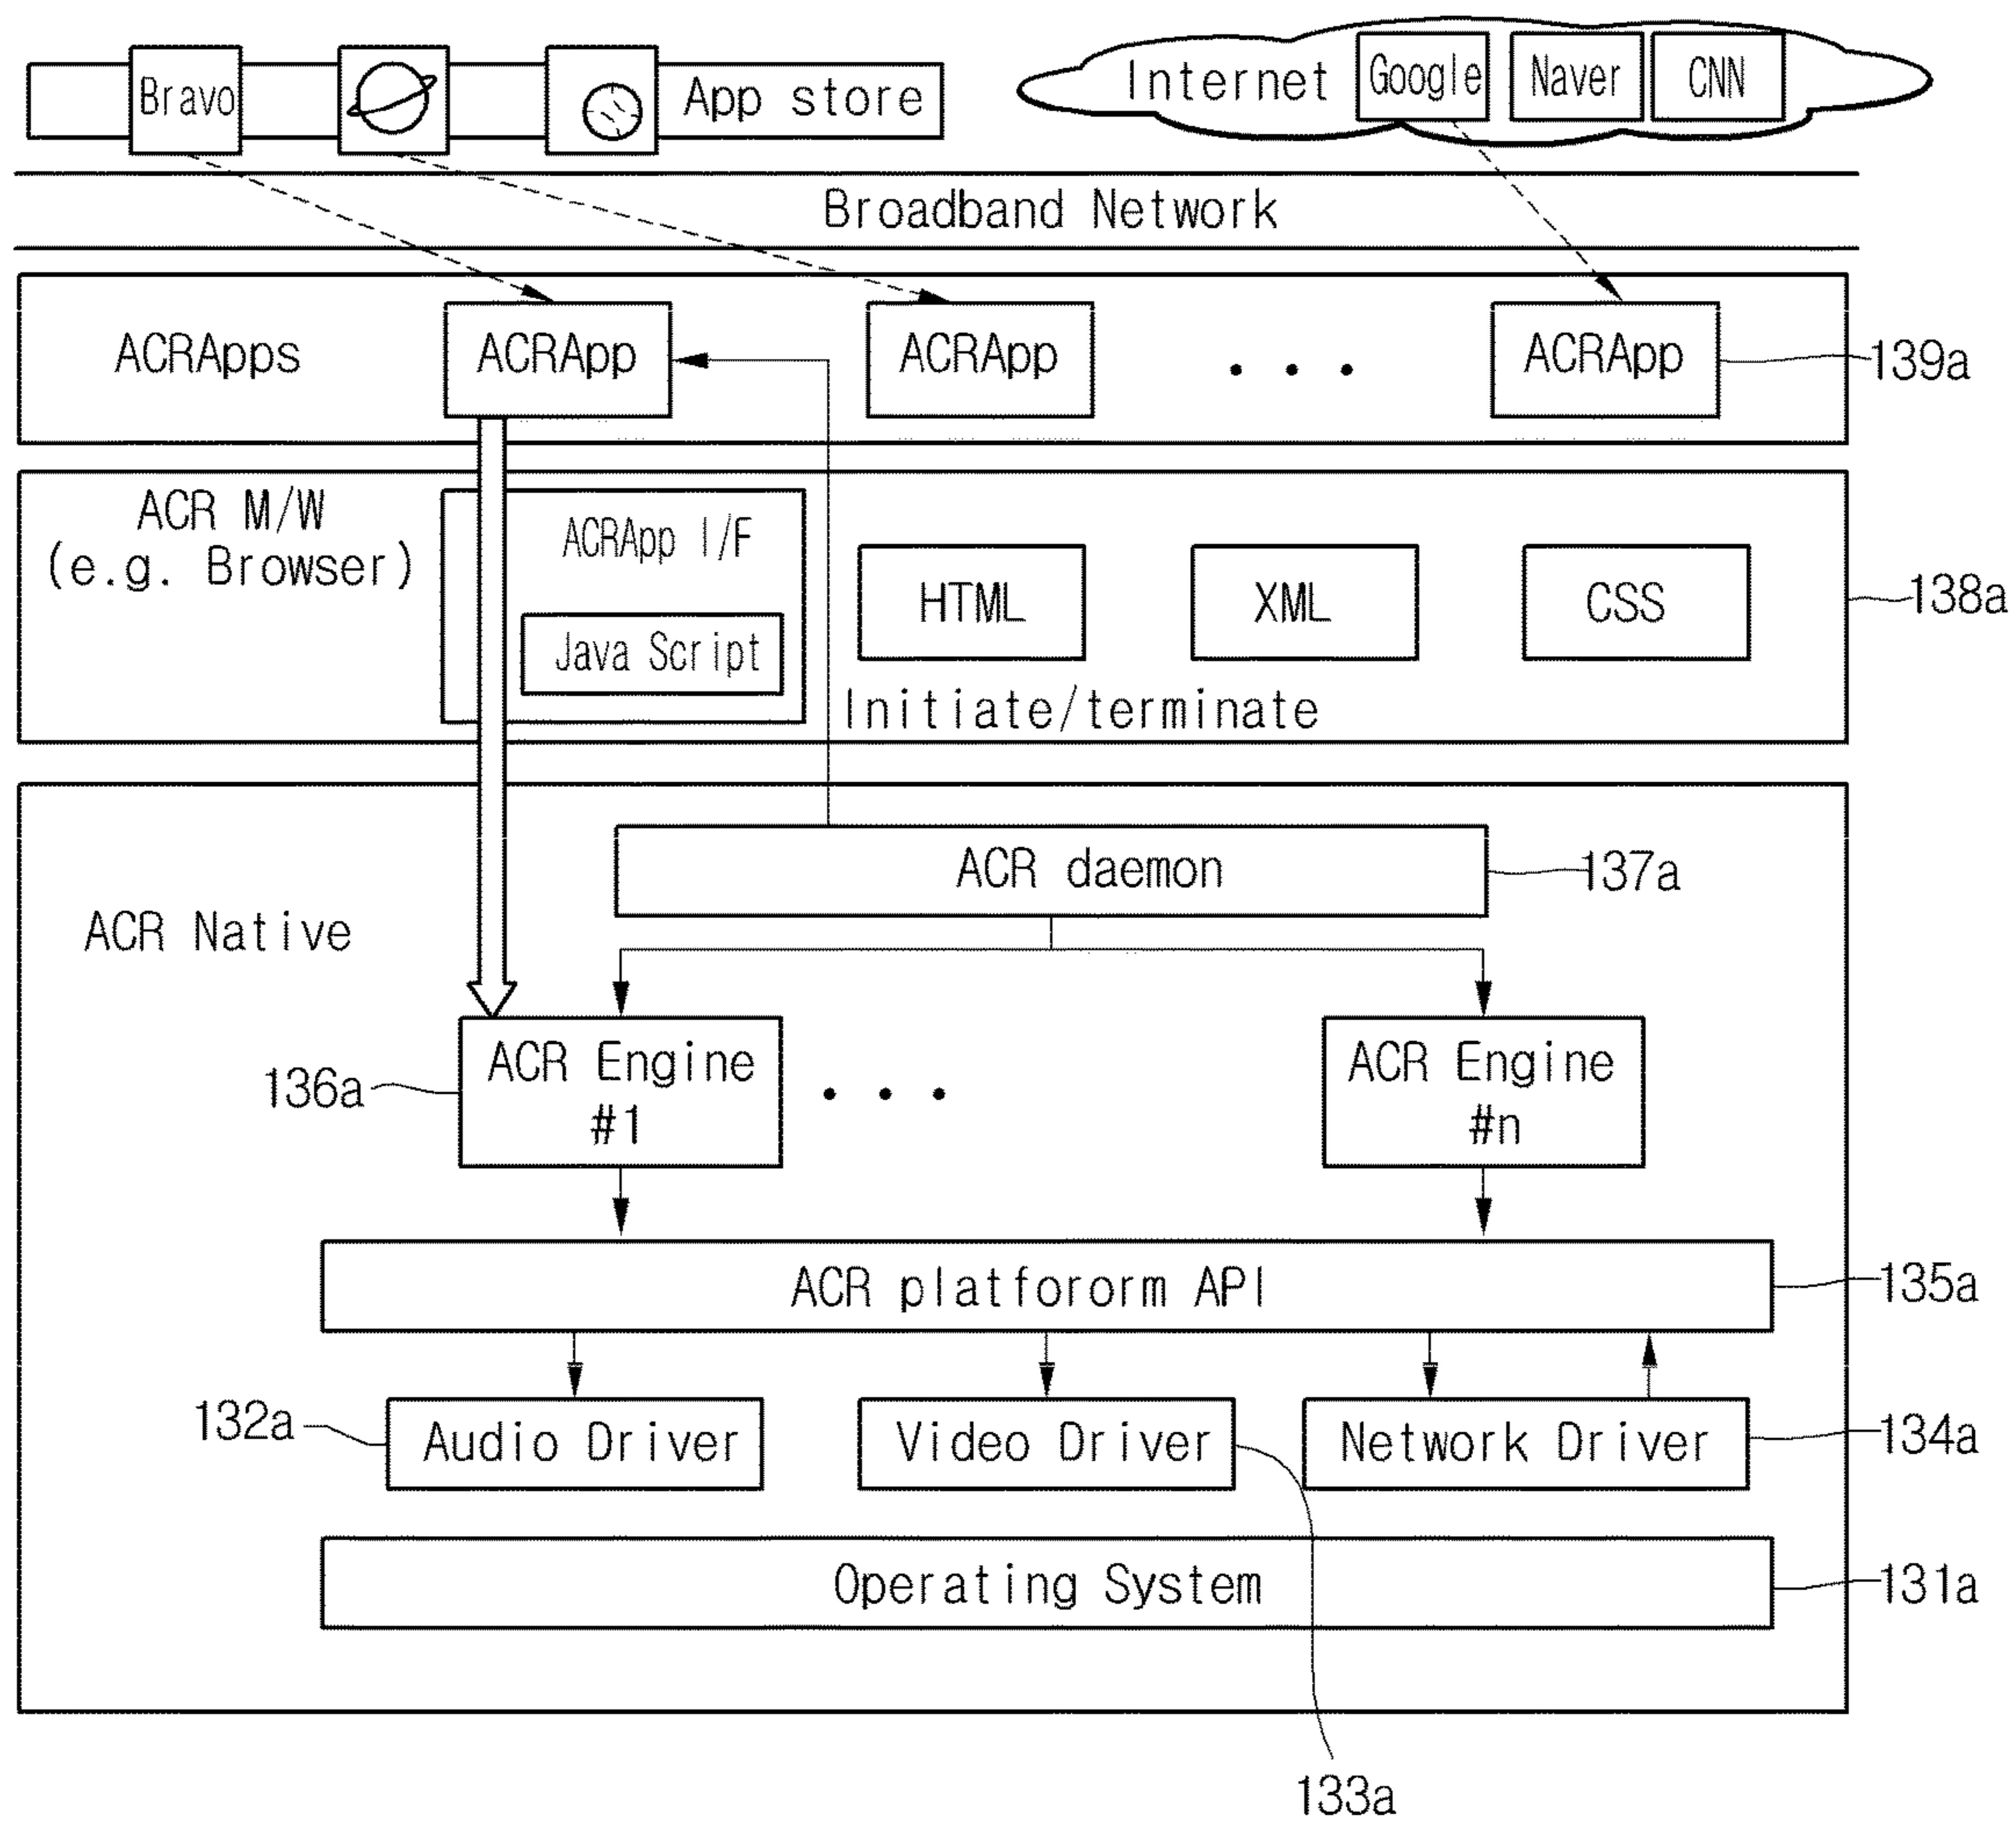 Bravo
App store
Internet
Google
Naver
CNN
Broadband Network
ACRApps
ACRApp
ACRApp
ACRApp
139a
ACR M/W
(e.g. Browser)
ACRApp I/F
Java Script
HTML
XML
CSS
138a
Initiate/terminate
ACR daemon
137a
ACR Native
136a
ACR Engine
#1
ACR Engine
#n
ACR platfororm API
135a
132a
Audio Driver
Video Driver
Network Driver
134a
Operating System
131a
133a